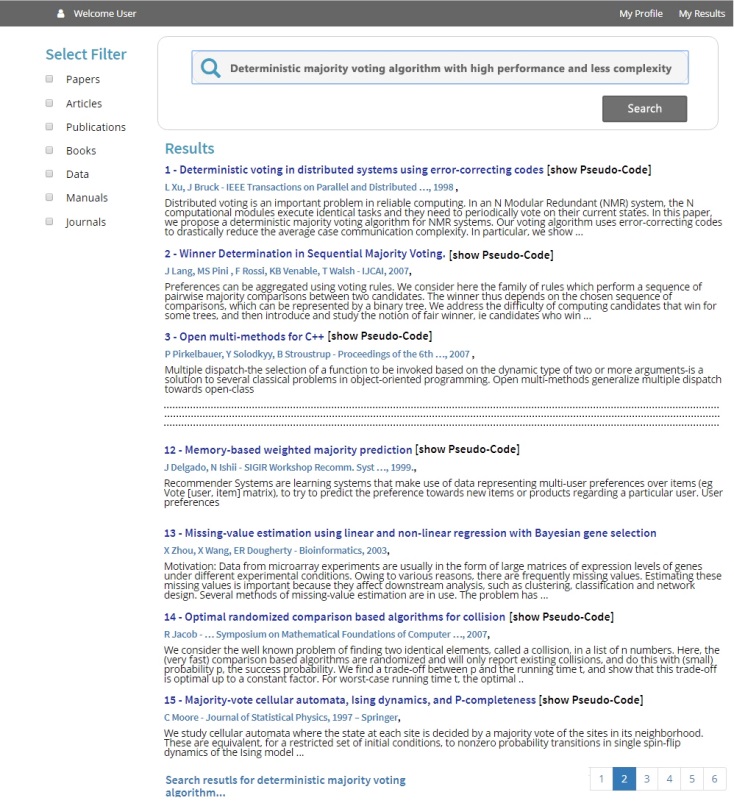 Welcome User
My Profile My Results
Select Filter
Papers
Articles
Publications
Books
Data
Manuals
Journals
Deterministic majority voting algorithm with high performance and less complexity
Search
Results
1 - Deterministic voting in distributed systems using error-correcting codes [show Pseudo-Code]
L Xu, J Bruck - IEEE Transactions on Parallel and Distributed ..., 1998 ,
Distributed voting is an important problem in reliable computing. In an N Modular Redundant (NMR) system, the N
computational modules execute identical tasks and they need to periodically vote on their current states. In this paper,
we propose a deterministic majority voting algorithm for NMR systems. Our voting algorithm uses error-correcting codes
to drastically reduce the average case communication complexity. In particular, we show ...
2 - Winner Determination in Sequential Majority Voting. [show Pseudo-Code]
J Lang, MS Pini , F Rossi, KB Venable, T Walsh - IJCAI, 2007,
Preferences can be aggregated using voting rules. We consider here the family of rules which perform a sequence of
pairwise majority comparisons between two candidates. The winner thus depends on the chosen sequence of
comparisons, which can be represented by a binary tree. We address the difficulty of computing candidates that win for
some trees, and then introduce and study the notion of fair winner, ie candidates who win ...
3 - Open multi-methods for C++ [show Pseudo-Code]
P Pirkelbauer, Y Solodkyy, B Stroustrup - Proceedings of the 6th ..., 2007 ,
Multiple dispatch-the selection of a function to be invoked based on the dynamic type of two or more arguments-is a
solution to several classical problems in object-oriented programming. Open multi-methods generalize multiple dispatch
towards open-class
12 - Memory-based weighted majority prediction [show Pseudo-Code]
J Delgado, N Ishii - SIGIR Workshop Recomm. Syst ..., 1999.,
Recommender Systems are learning systems that make use of data representing multi-user preferences over items (eg
Vote [user, item] matrix), to try to predict the preference towards new items or products regarding a particular user. User
preferences
13 - Missing-value estimation using linear and non-linear regression with Bayesian gene selection
X Zhou, X Wang, ER Dougherty - Bioinformatics, 2003,
Motivation: Data from microarray experiments are usually in the form of large matrices of expression levels of genes
under different experimental conditions. Owing to various reasons, there are frequently missing values. Estimating these
missing values is important because they affect downstream analysis, such as clustering, classification and network
design. Several methods of missing-value estimation are in use. The problem has ...
14 - Optimal randomized comparison based algorithms for collision [show Pseudo-Code]
R Jacob - ... Symposium on Mathematical Foundations of Computer ..., 2007,
We consider the well known problem of finding two identical elements, called a collision, in a list of n numbers. Here, the
(very fast) comparison based algorithms are randomized and will only report existing collisions, and do this with (small)
probability p, the success probability. We find a trade-off between p and the running time t, and show that this trade-off
is optimal up to a constant factor. For worst-case running time t, the optimal ..
15 - Majority-vote cellular automata, Ising dynamics, and P-completeness [show Pseudo-Code]
C Moore - Journal of Statistical Physics, 1997 – Springer,
We study cellular automata where the state at each site is decided by a majority vote of the sites in its neighborhood.
These are equivalent, for a restricted set of initial conditions, to nonzero probability transitions in single spin-flip
dynamics of the Ising model ...
Search resutls for deterministic majority voting
algorithm...
1 2 3 4 5 6